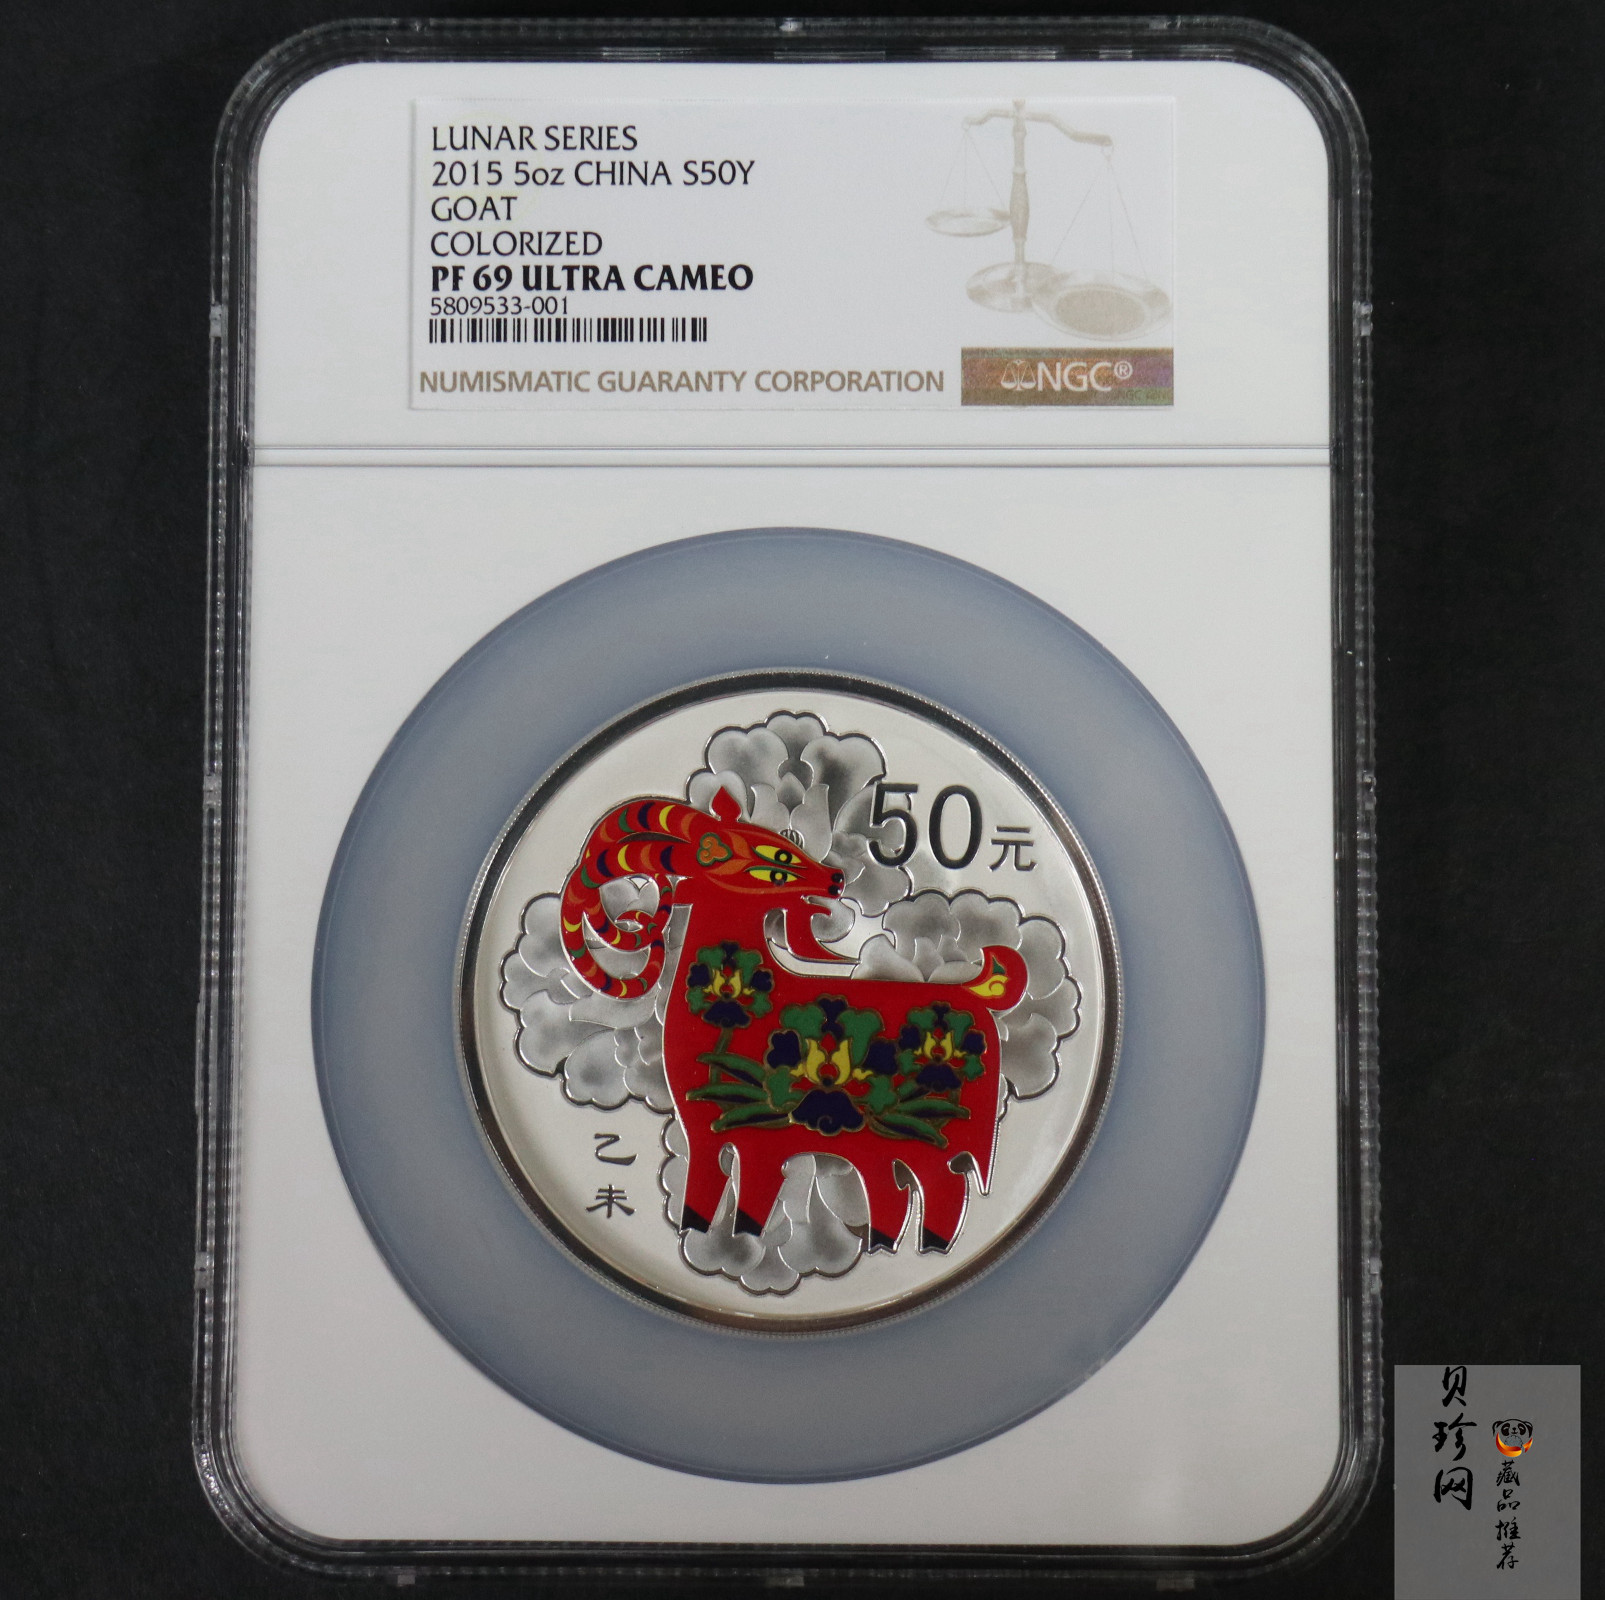 LUNAR SERIES
2015 5oz CHINA S50Y
GOAT
COLORIZED
PF 69 ULTRA CAMEO
5809533-001
NUMISMATIC GUARANTY CORPORATION
NGC®
50元
乙未
贝珍网
藏品推荐